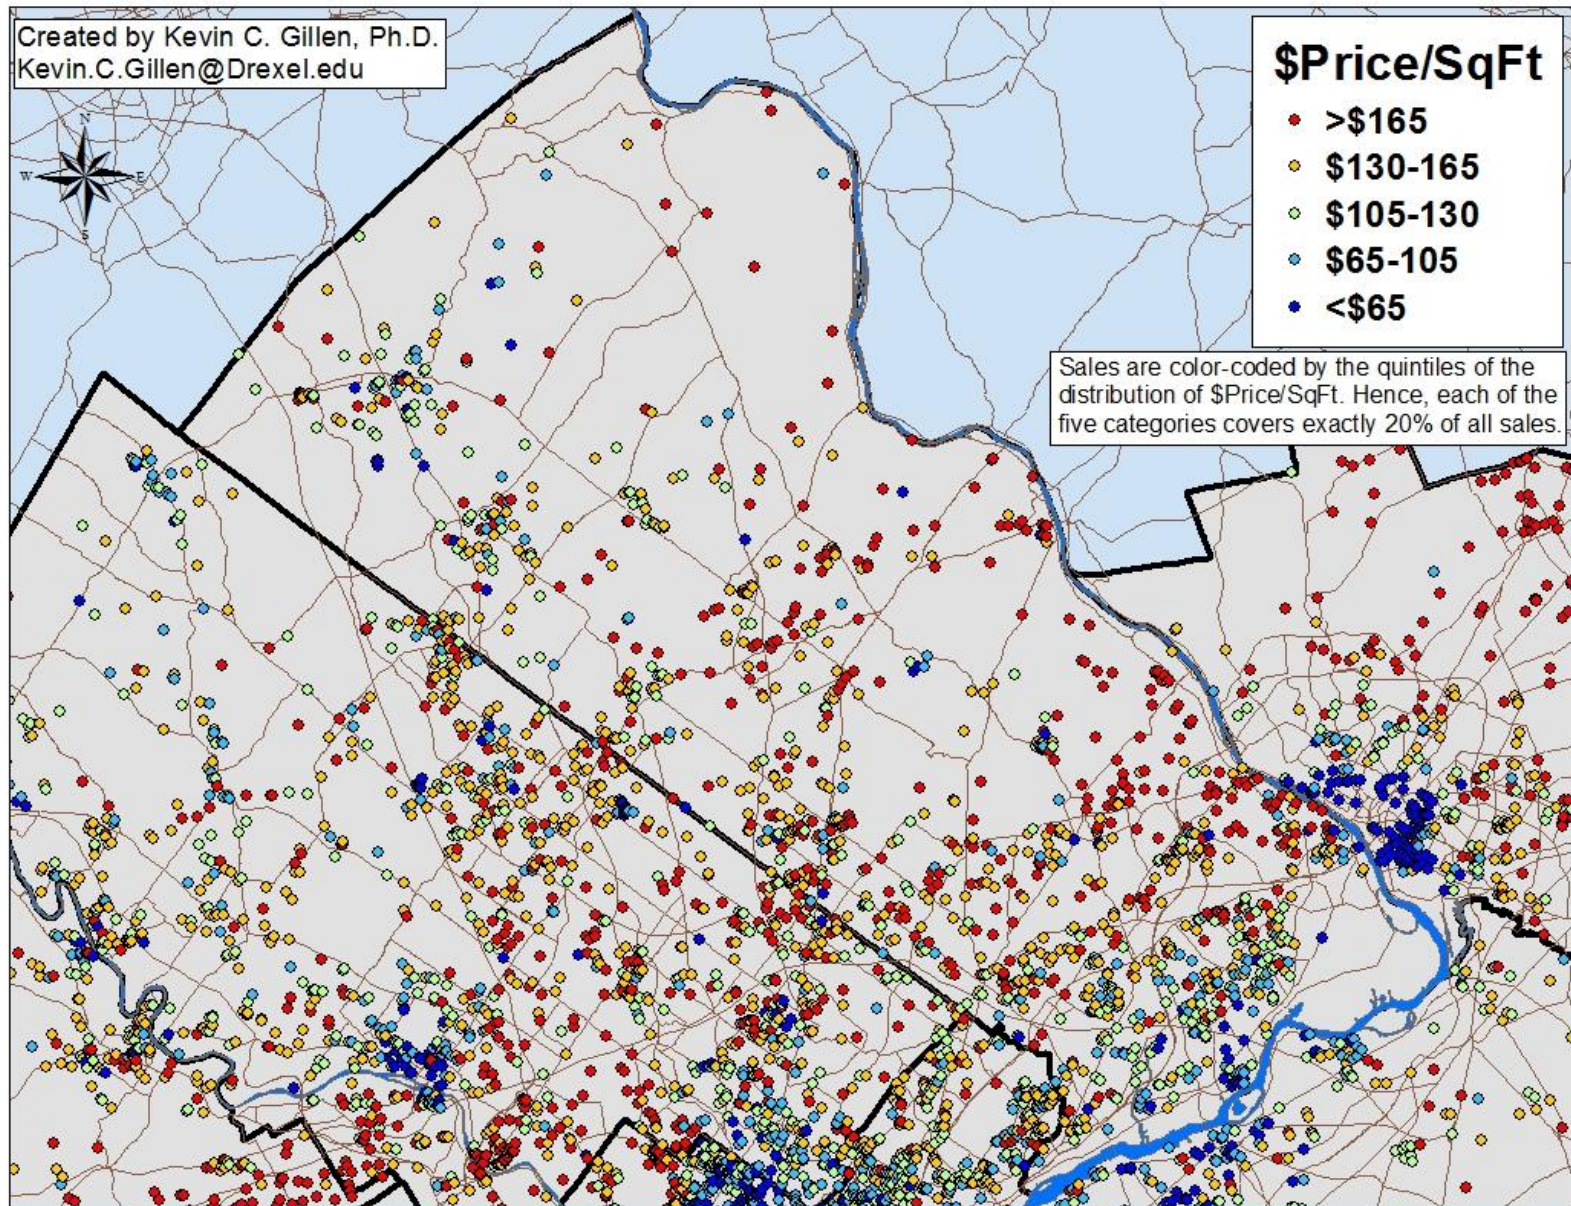 Created by Kevin C. Gillen, Ph.D.
Kevin.C.Gillen@Drexel.edu
N
W
E
S
$Price/SqFt
>$165
$130-165
$105-130
$65-105
<$65
Sales are color-coded by the quintiles of the
distribution of $Price/SqFt. Hence, each of the
five categories covers exactly 20% of all sales.